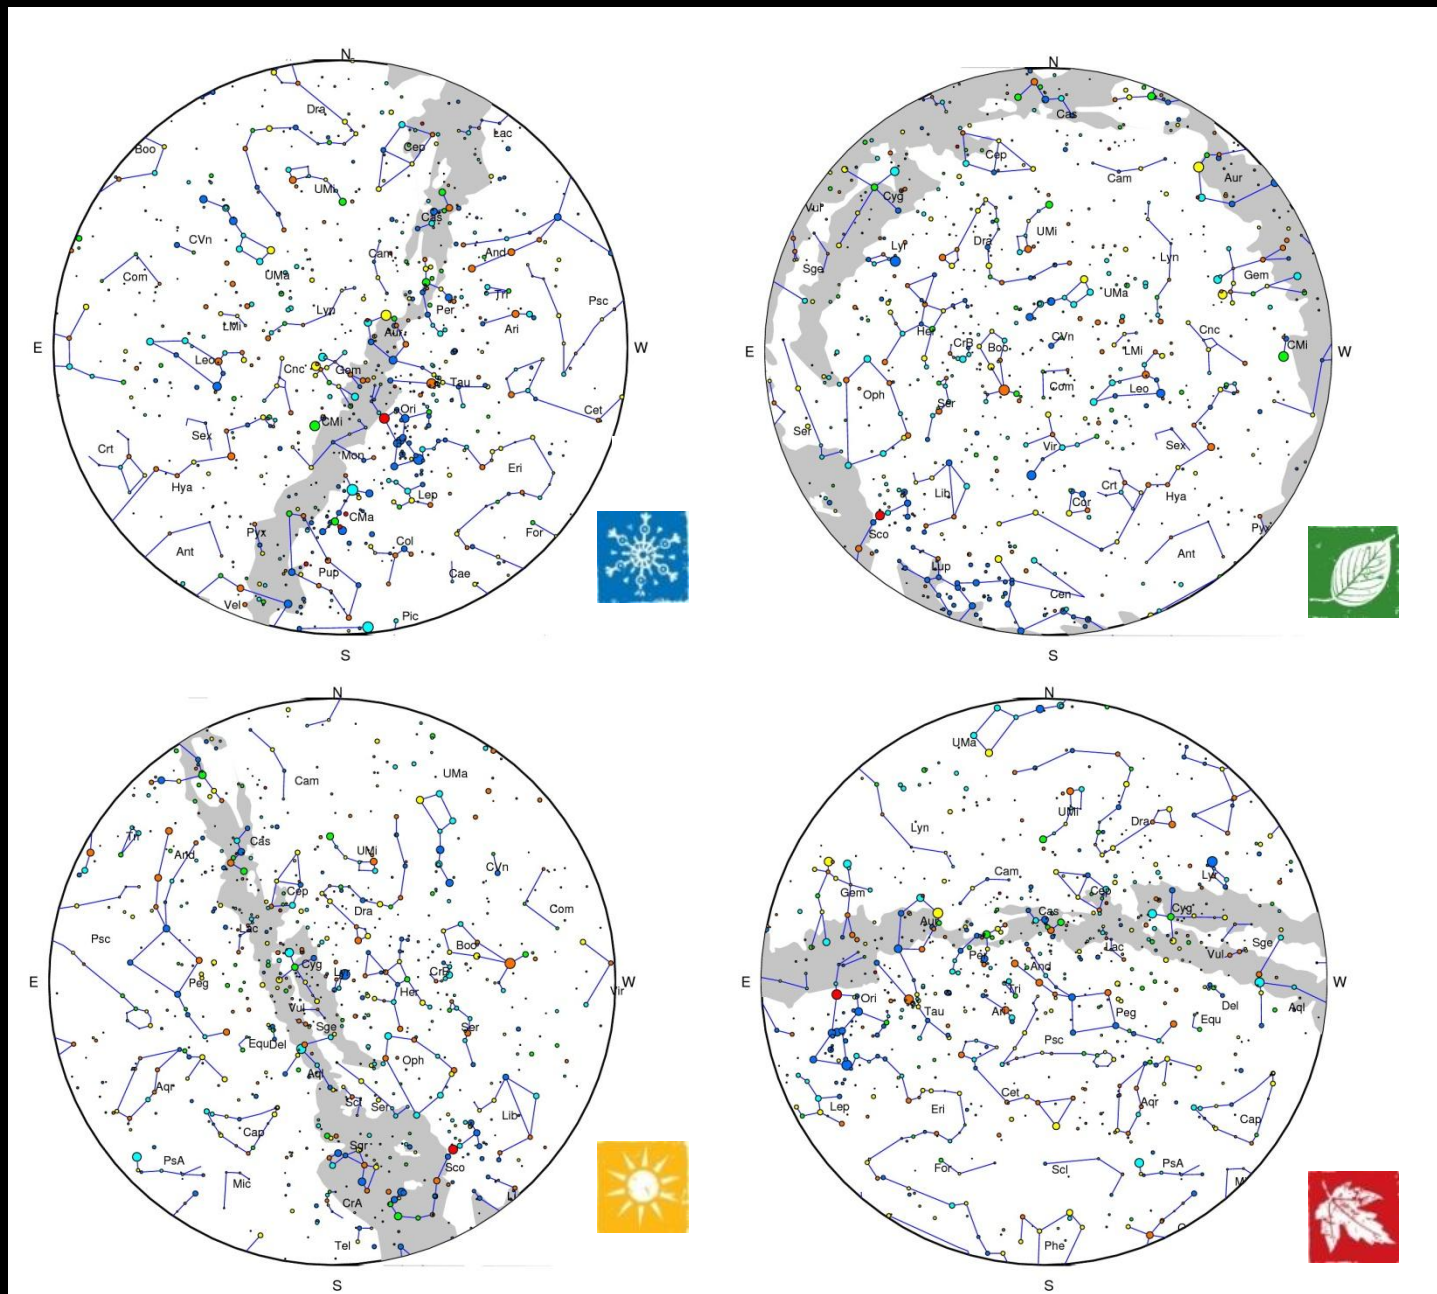 N
Dra
Lac
Boo
Cep
UMi
Cas
CVn
And
Cam
Com
UMa
Tri
Psc
Lyn
Per
LMi
Ari
Aur
E
W
Leo
Cnc
Gem
Tau
Ori
Cet
CMi
Sex
Crt
Mon
Eri
Hya
Lep
CMa
Pyx
For
Ant
Col
Pup
Cae
Vel
Pic
S
N
Cas
Cep
Cam
Aur
Cyg
Vul
UMi
Dra
Lyr
Lyn
Sge
Gem
UMa
Her
Cnc
CVn
CrB
Boo
CMi
LMi
E
W
Com
Leo
Oph
Ser
Ser
Vir
Sex
Crt
Lib
Hya
Cor
Pyx
Sco
Ant
Lup
Cen
S
N
Cam
UMa
Tri
Cas
And
UMi
CVn
Cep
Dra
Com
Lac
Psc
Boo
Cyg
Lyr
CrB
E
W
Peg
Her
Vir
Vul
Sge
Ser
EquDel
Oph
Aql
Aqr
Sct
Ser
Lib
Cap
Sgr
PsA
Sco
Mic
CrA
Tel
S
N
UMa
UMi
Dra
Lyn
Cam
Lyr
Gem
Cep
Cas
Cyg
Aur
Lac
Sge
Per
Vul
And
E
W
Tri
Ori
Del
Aql
Tau
Ari
Peg
Equ
Psc
Cet
Lep
Eri
Aqr
Cap
For
Scl
PsA
Phe
S